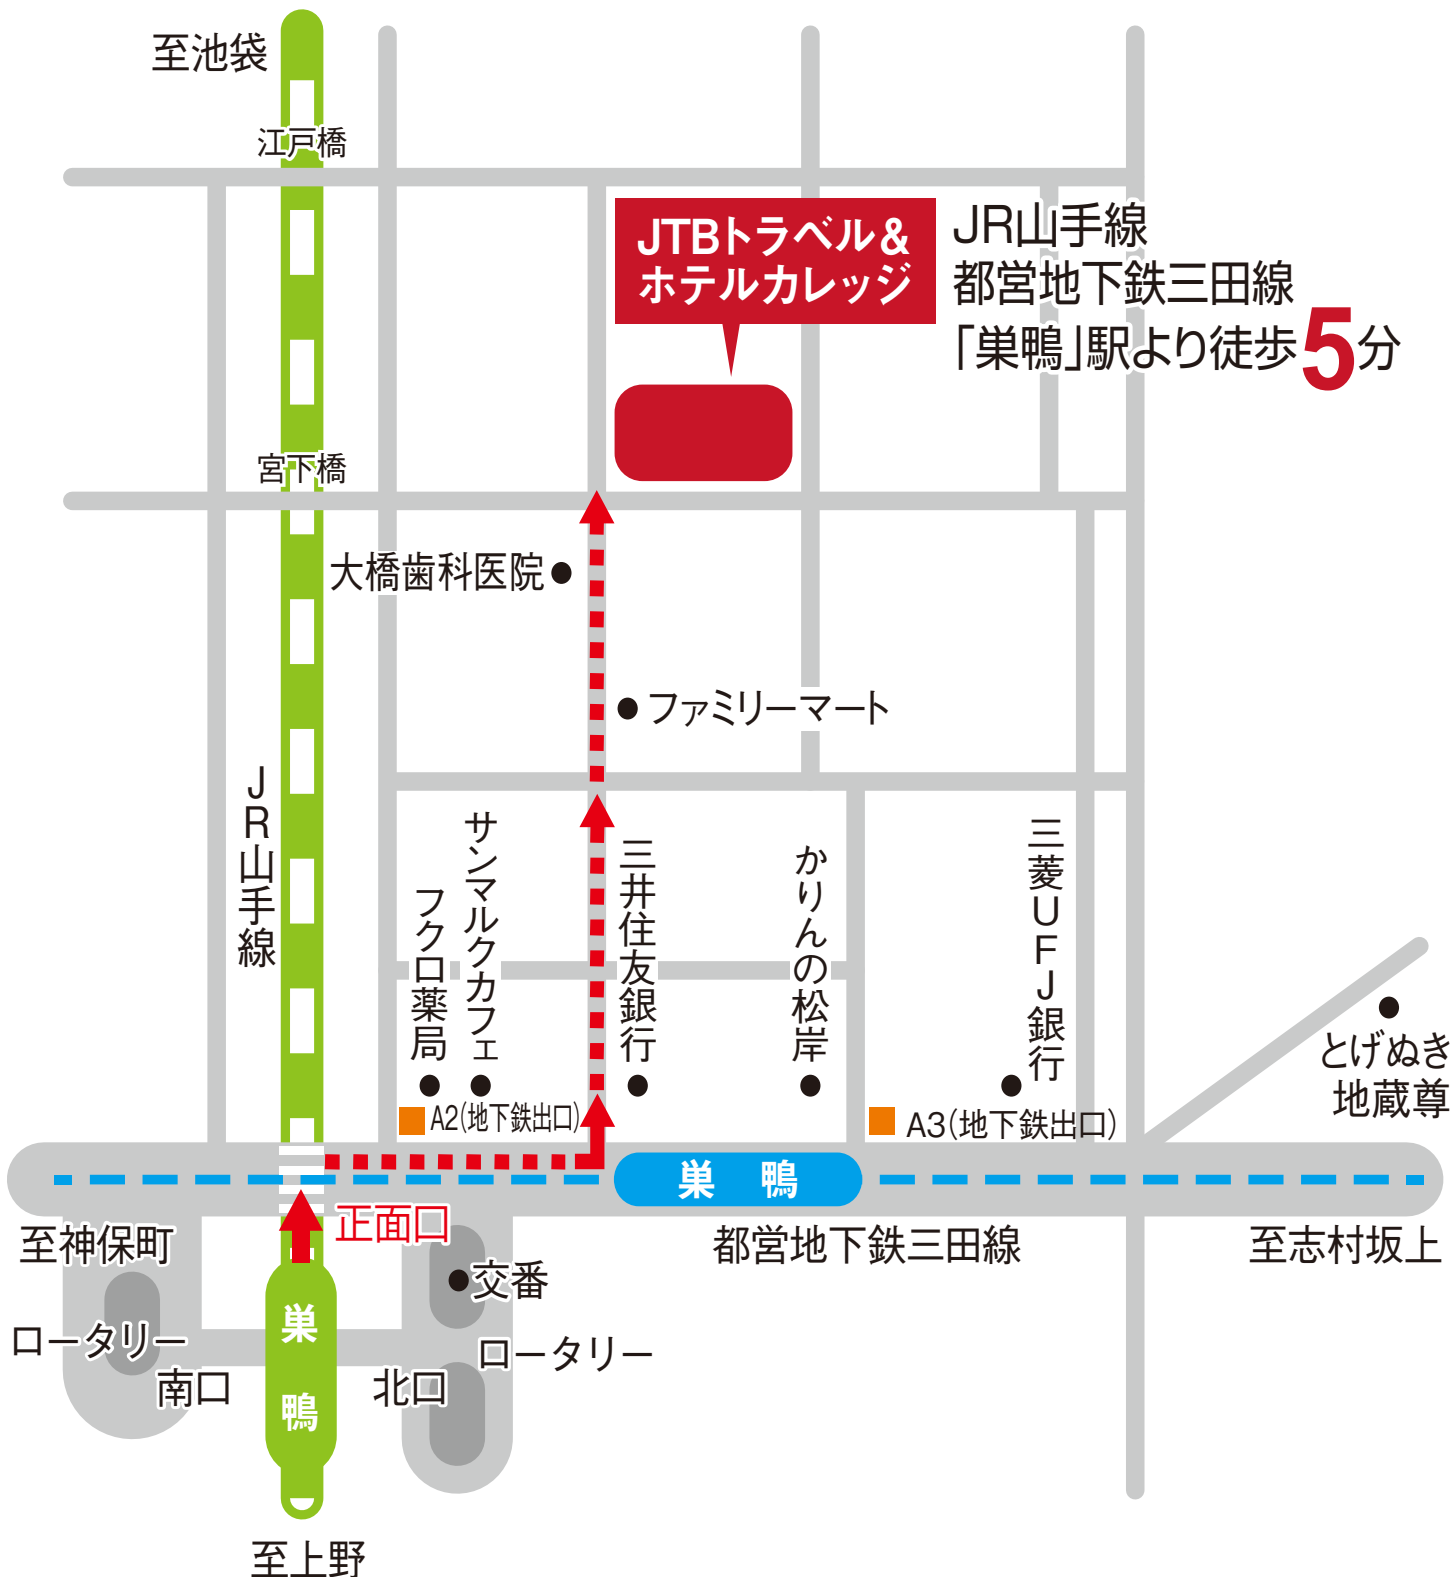 至池袋
江戸橋
JTBトラベル&
ホテルカレッジ
JR山手線
都営地下鉄三田線
「巣鴨」駅より徒歩5分
宮下橋
大橋歯科医院
ファミリーマート
JR山手線
フクロ薬局
サンマルクカフェ
三井住友銀行
かりんの松岸
三菱UFJ銀行
とげぬき
地蔵尊
A2(地下鉄出口)
A3(地下鉄出口)
巣鴨
正面口
至神保町
都営地下鉄三田線
至志村坂上
交番
ロータリー
ロータリー
南口
巣鴨
北口
至上野